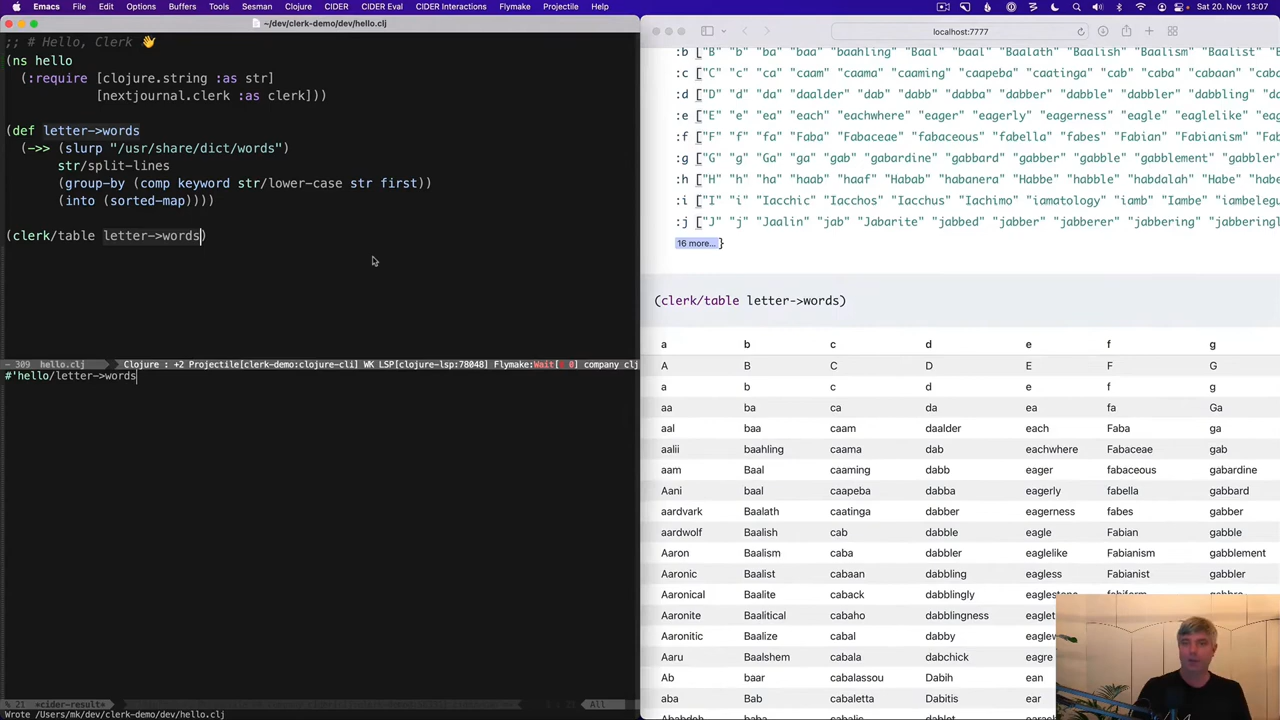 Emacs File Edit Options Buffers Tools Sesman Clojure CIDER CIDER Eval CIDER Interactions Flymake Projectile Help Sat 20. Nov 13:07
~/dev/clerk-demo/dev/hello.clj
;; # Hello, Clerk 👋
(ns hello
(:require [clojure.string :as str]
[nextjournal.clerk :as clerk]))
(def letter->words
(->> (slurp "/usr/share/dict/words")
str/split-lines
(group-by (comp keyword str/lower-case str first))
(into (sorted-map))))
(clerk/table letter->words)
- 309 hello.clj Clojure : +2 Projectile[clerk-demo:clojure-cli] WK LSP[clojure-lsp:78048] Flymake:Wait[ 0] company clj
#'hello/letter->words
% 21 *cider-result* All
Wrote /Users/mk/dev/clerk-demo/dev/hello.clj
localhost:7777
:b ["B" "b" "ba" "baa" "baahling" "Baal" "baal" "Baalath" "Baalish" "Baalism" "Baalist"
:c ["C" "c" "ca" "caam" "caama" "caaming" "caapeba" "caatinga" "cab" "caba" "cabaan"
:d ["D" "d" "da" "daalder" "dab" "dabb" "dabba" "dabber" "dabble" "dabbler" "dabbling"
:e ["E" "e" "ea" "each" "eachwhere" "eager" "eagerly" "eagerness" "eagle" "eaglelike"
:f ["F" "f" "fa" "Faba" "Fabaceae" "fabaceous" "fabella" "fabes" "Fabian" "Fabianism"
:g ["G" "g" "Ga" "ga" "gab" "gabardine" "gabbard" "gabber" "gabble" "gabblement"
:h ["H" "h" "ha" "haab" "haaf" "Habab" "habanera" "Habbe" "habble" "habdalah" "Habe"
:i ["I" "i" "Iacchic" "Iacchos" "Iacchus" "Iachimo" "iamatology" "iamb" "Iambe"
:j ["J" "j" "Jaalin" "jab" "Jabarite" "jabbed" "jabber" "jabberer" "jabbering"
16 more... }
(clerk/table letter->words)
a b c d e f g
A B C D E F G
a b c d e f g
aa ba ca da ea fa Ga
aal baa caam daalder each Faba ga
aalii baahling caama dab eachwhere Fabaceae gab
aam Baal caaming dabb eager fabaceous gabardine
Aani baal caapeba dabba eagerly fabella gabbard
aardvark Baalath caatinga dabber eagerness fabes gabber
aardwolf Baalish cab dabble eagle Fabian gabble
Aaron Baalism caba dabbler eaglelike Fabianism gabblement
Aaronic Baalist cabaan dabbling eagless Fabianist gabbler
Aaronical Baalite caback dabblingly
Aaronite Baalitical cabaho dabblingness
Aaronitic Baalize cabal dabby
Aaru Baalshem cabala dabchick eagre
Ab baar cabalassou Dabih ean
aba Bab cabaletta Dabitis ear
Ababdeh baba cabalic